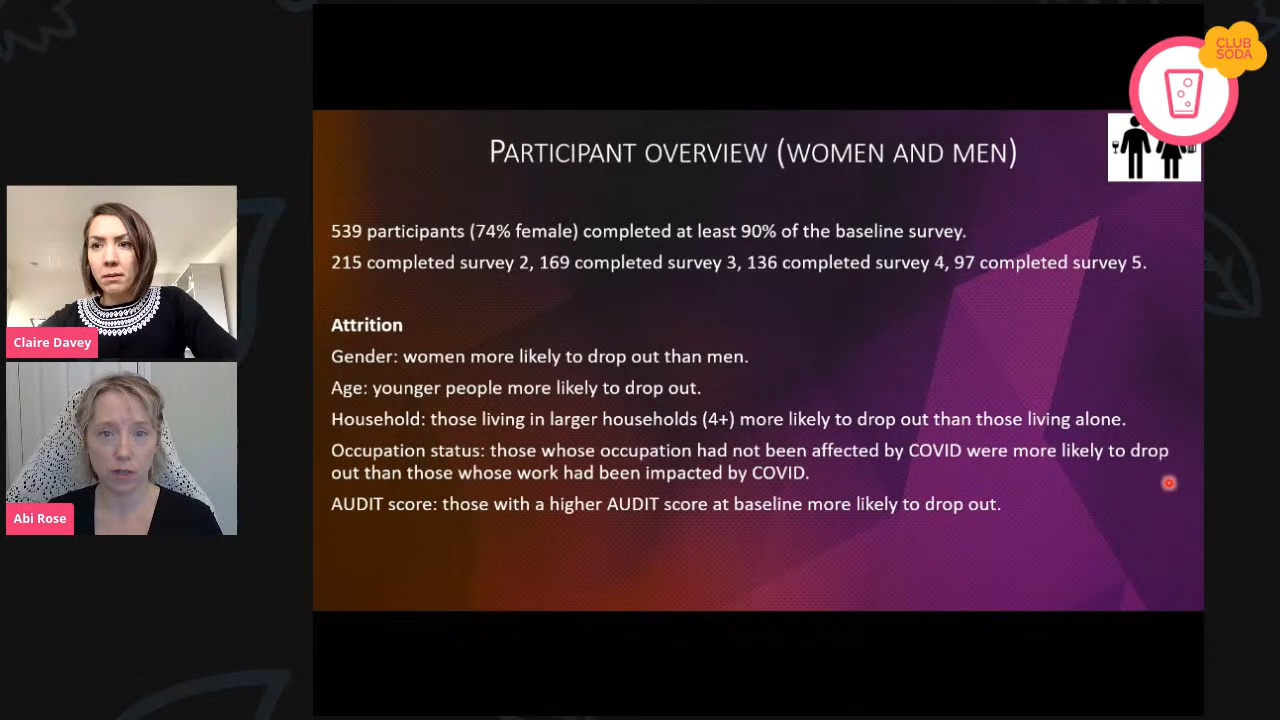 CLUB
SODA
PARTICIPANT OVERVIEW (WOMEN AND MEN)
539 participants (74% female) completed at least 90% of the baseline survey.
215 completed survey 2, 169 completed survey 3, 136 completed survey 4, 97 completed survey 5.
Attrition
Gender: women more likely to drop out than men.
Age: younger people more likely to drop out.
Household: those living in larger households (4+) more likely to drop out than those living alone.
Occupation status: those whose occupation had not been affected by COVID were more likely to drop
out than those whose work had been impacted by COVID.
AUDIT score: those with a higher AUDIT score at baseline more likely to drop out.
Claire Davey
Abi Rose